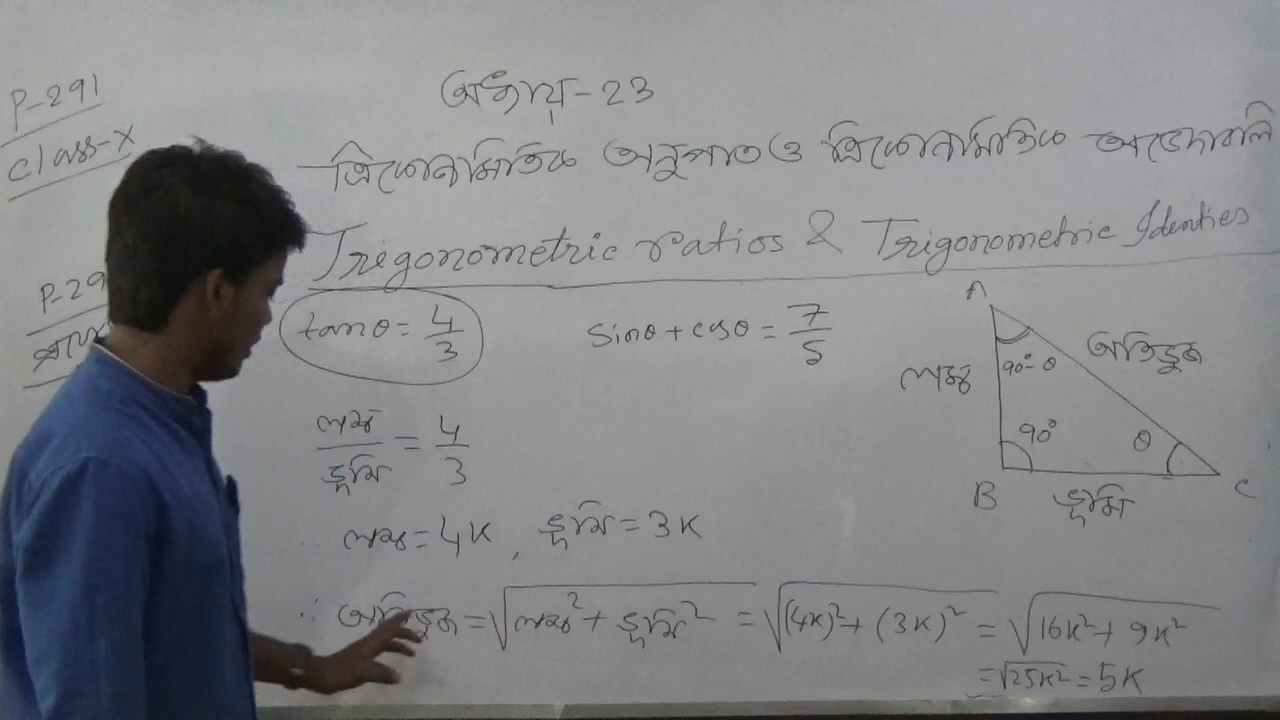 P-291
Class-X
অধ্যায়-23
ত্রিকোণমিতিক অনুপাত ও ত্রিকোণমিতিক অভেদাবলি
Trigonometric ratios & Trigonometric Identies
P-29
tanθ = 4/3
sinθ + cosθ = 7/5
A
লম্ব
90°-θ
অতিভুজ
90°
θ
B
ভূমি
C
লম্ব/ভূমি = 4/3
লম্ব = 4K, ভূমি = 3K
∴ অতিভুজ = √(লম্ব² + ভূমি²) = √((4K)² + (3K)²) = √(16K² + 9K²)
= √25K² = 5K